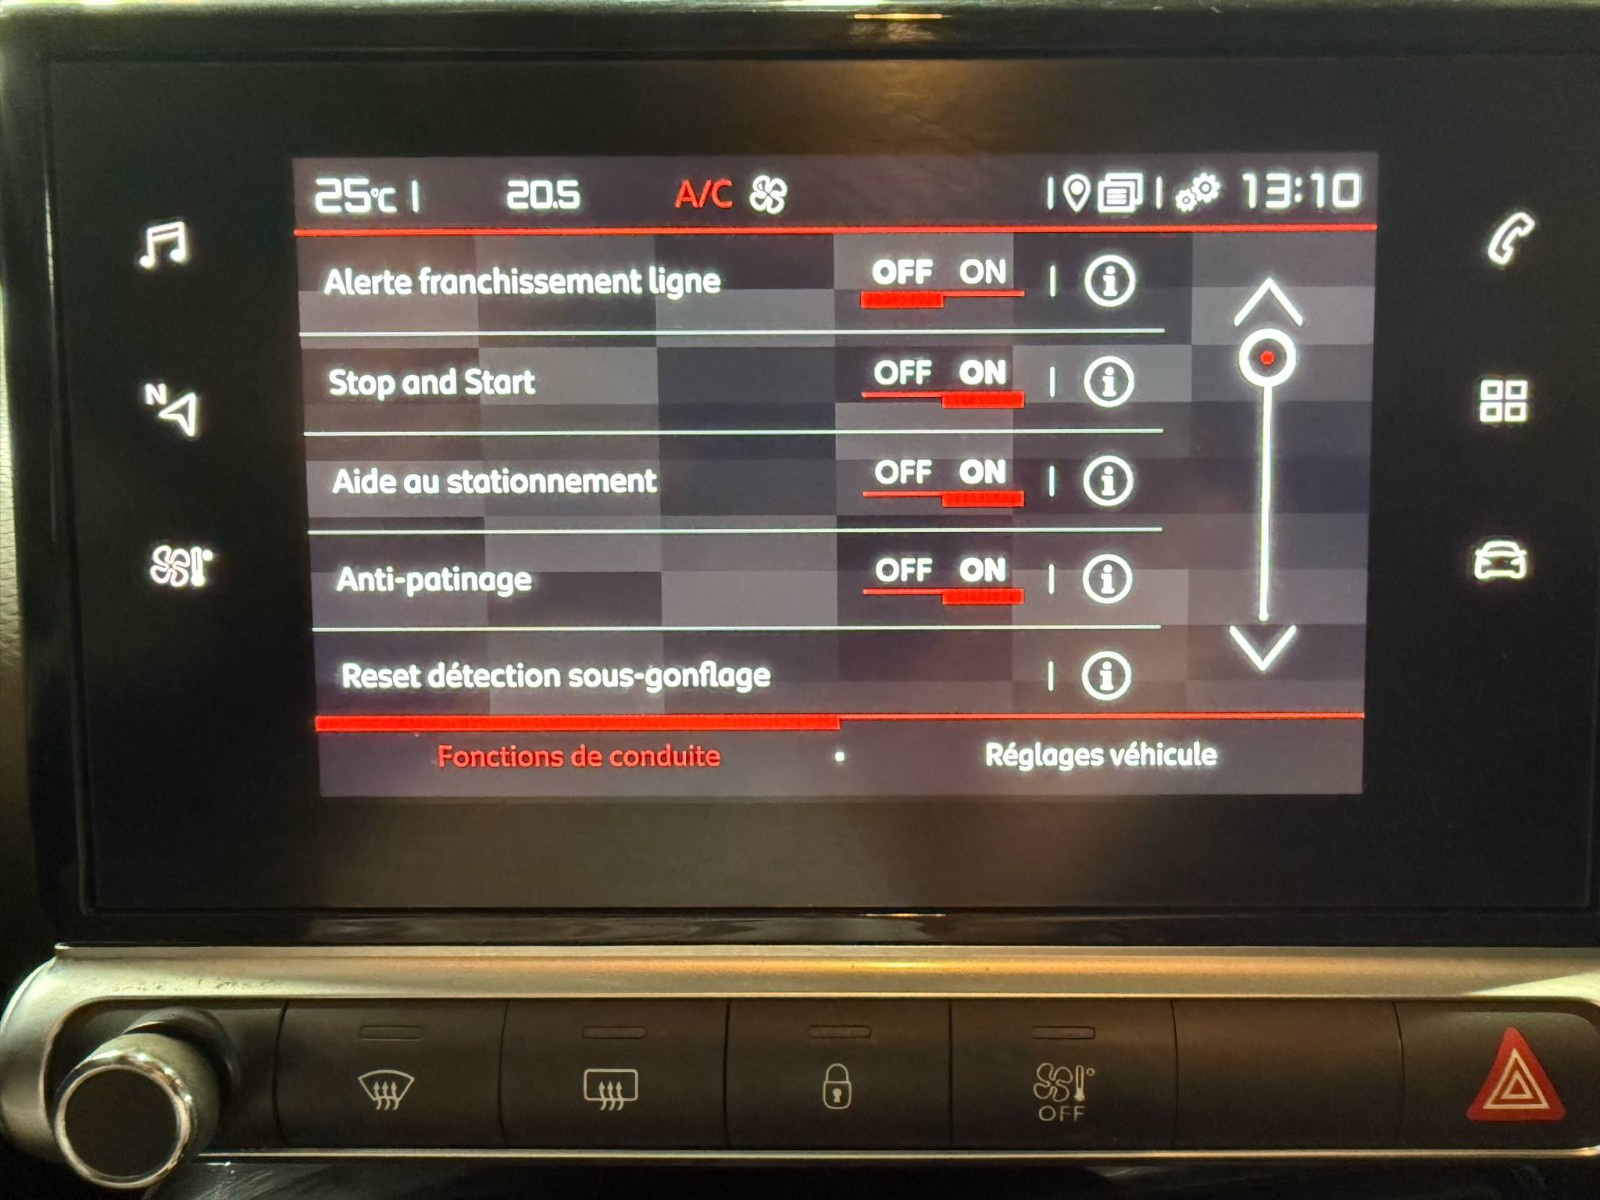 25°C | 20.5 A/C 13:10
Alerte franchissement ligne OFF ON
Stop and Start OFF ON
Aide au stationnement OFF ON
Anti-patinage OFF ON
Reset détection sous-gonflage
Fonctions de conduite • Réglages véhicule
N
OFF